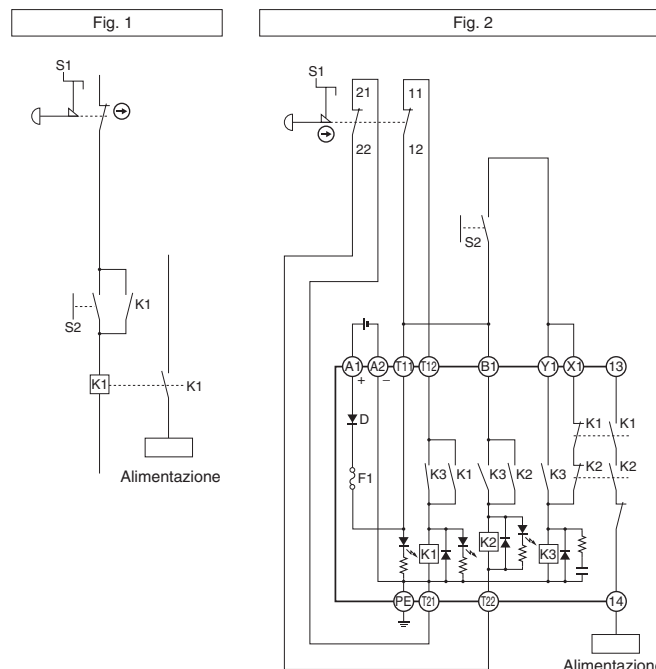 Fig. 1
Fig. 2
S1
S2
K1
K1
K1
Alimentazione
S1
21
11
22
12
S2
A1
A2
T11
T12
B1
Y1
X1
13
+
−
D
F1
K1
K1
K3
K1
K3
K2
K3
K2
K2
K1
K2
K3
PE
T21
T22
14
Alimentazione